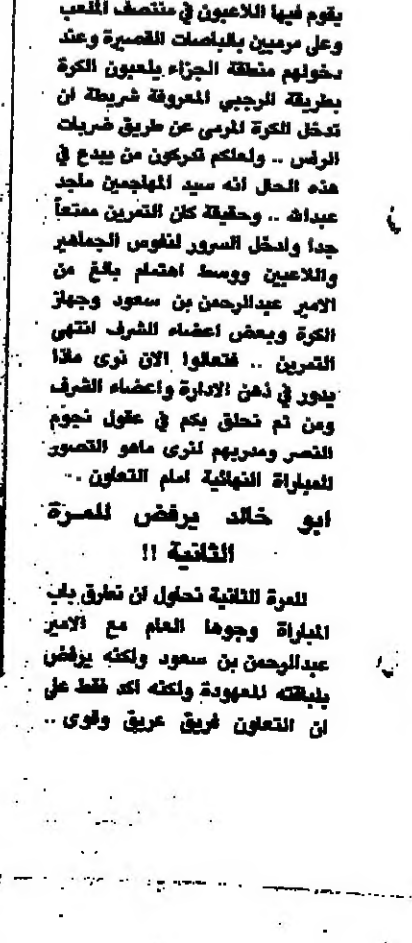 يقوم فيها اللاعبون في منتصف الملعب
وعلى مرميين بالباصات القصيرة وعند
دخولهم منطقة الجزاء يلعبون الكرة
بطريقة الرجبي المعروفة شريطة ان
تدخل الكرة المرمى عن طريق ضربات
الراس .. ولعلكم تدركون من يبدع في
هذه الحال انه سيد المهاجمين ماجد
عبدالله .. وحقيقة كان التمرين ممتعاً
جدا وادخل السرور لنفوس الجماهير
واللاعبين ووسط اهتمام بالغ من
الامير عبدالرحمن بن سعود وجهاز
الكرة وبعض اعضاء الشرف انتهى
التمرين .. فتعالوا الان نرى ماذا
يدور في ذهن الادارة واعضاء الشرف
ومن ثم نحلق بكم في عقول نجوم
النصر ومدربهم لنرى ماهو التصور
للمباراة النهائية امام التعاون ..
ابو خالد يرفض للمرة
الثانية !!
للمرة الثانية نحاول ان نطرق باب
المباراة وجوها العام مع الامير
عبدالرحمن بن سعود ولكنه يرفض
بلباقته المعهودة ولكنه اكد فقط على
ان التعاون فريق عريق وقوى ..